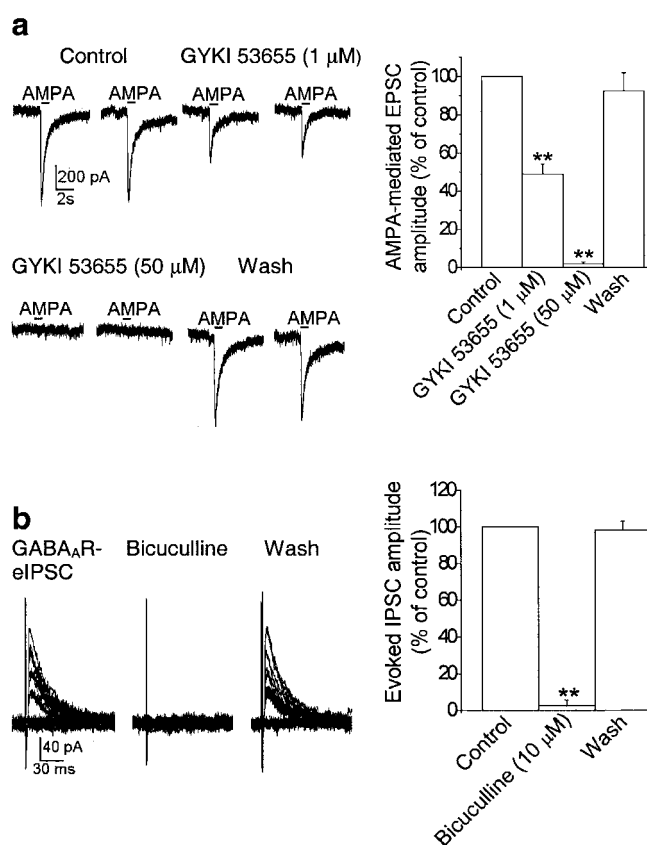 a
Control GYKI 53655 (1 µM)
AMPA AMPA AMPA AMPA
200 pA
2s
GYKI 53655 (50 µM) Wash
AMPA AMPA AMPA AMPA
AMPA-mediated EPSC
amplitude (% of control)
100
80
60
40
20
0
**
**
Control
GYKI 53655 (1 µM)
GYKI 53655 (50 µM)
Wash
b
GABAAR-
eIPSC
Bicuculline Wash
40 pA
30 ms
Evoked IPSC amplitude
(% of control)
120
100
80
60
40
20
0
**
Control
Bicuculline (10 µM)
Wash